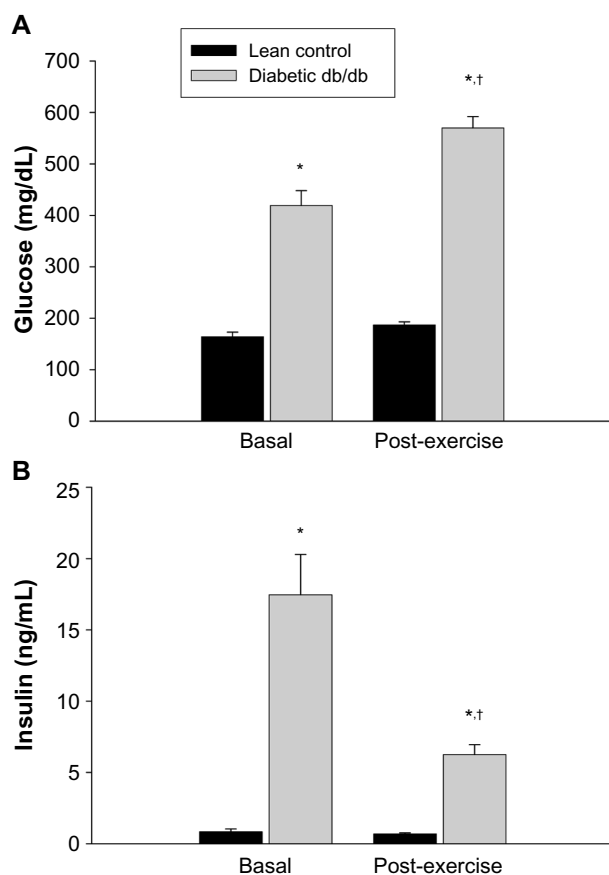 A
Lean control
Diabetic db/db
700
600
500
400
300
200
100
0
Glucose (mg/dL)
*
*,†
Basal Post-exercise
B
25
20
15
10
5
0
Insulin (ng/mL)
*
*,†
Basal Post-exercise